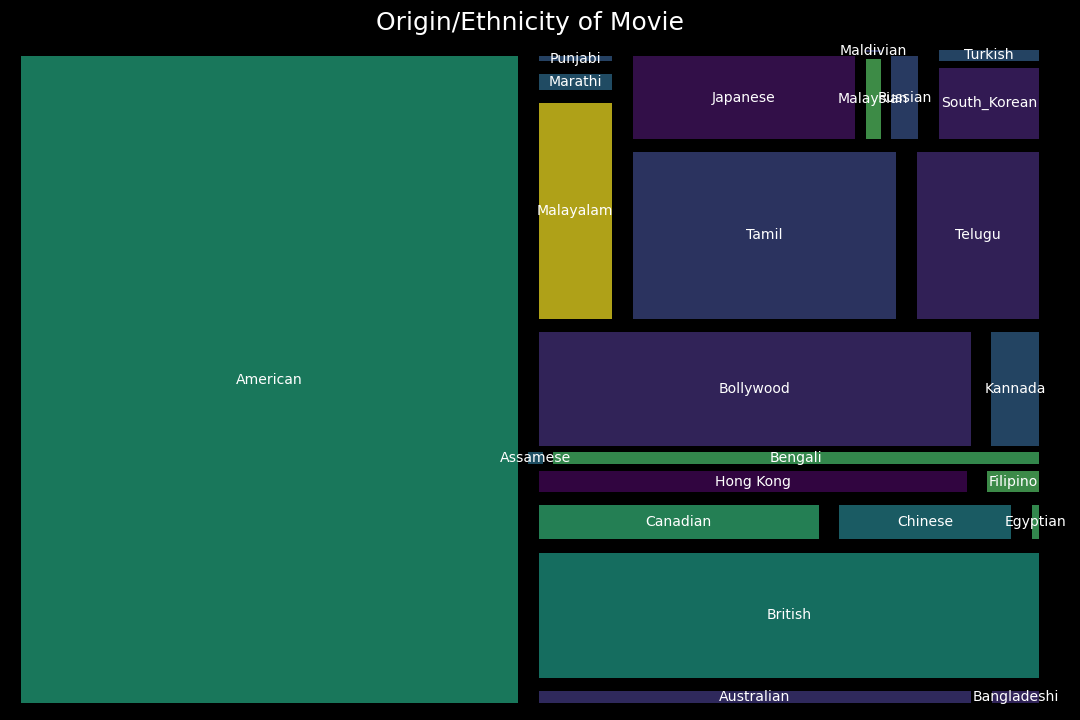 Origin/Ethnicity of Movie
Maldivian
Turkish
Punjabi
Marathi
Japanese
Malaysian
Russian
South_Korean
Malayalam
Tamil
Telugu
American
Bollywood
Kannada
Assamese
Bengali
Hong Kong
Filipino
Canadian
Chinese
Egyptian
British
Australian
Bangladeshi